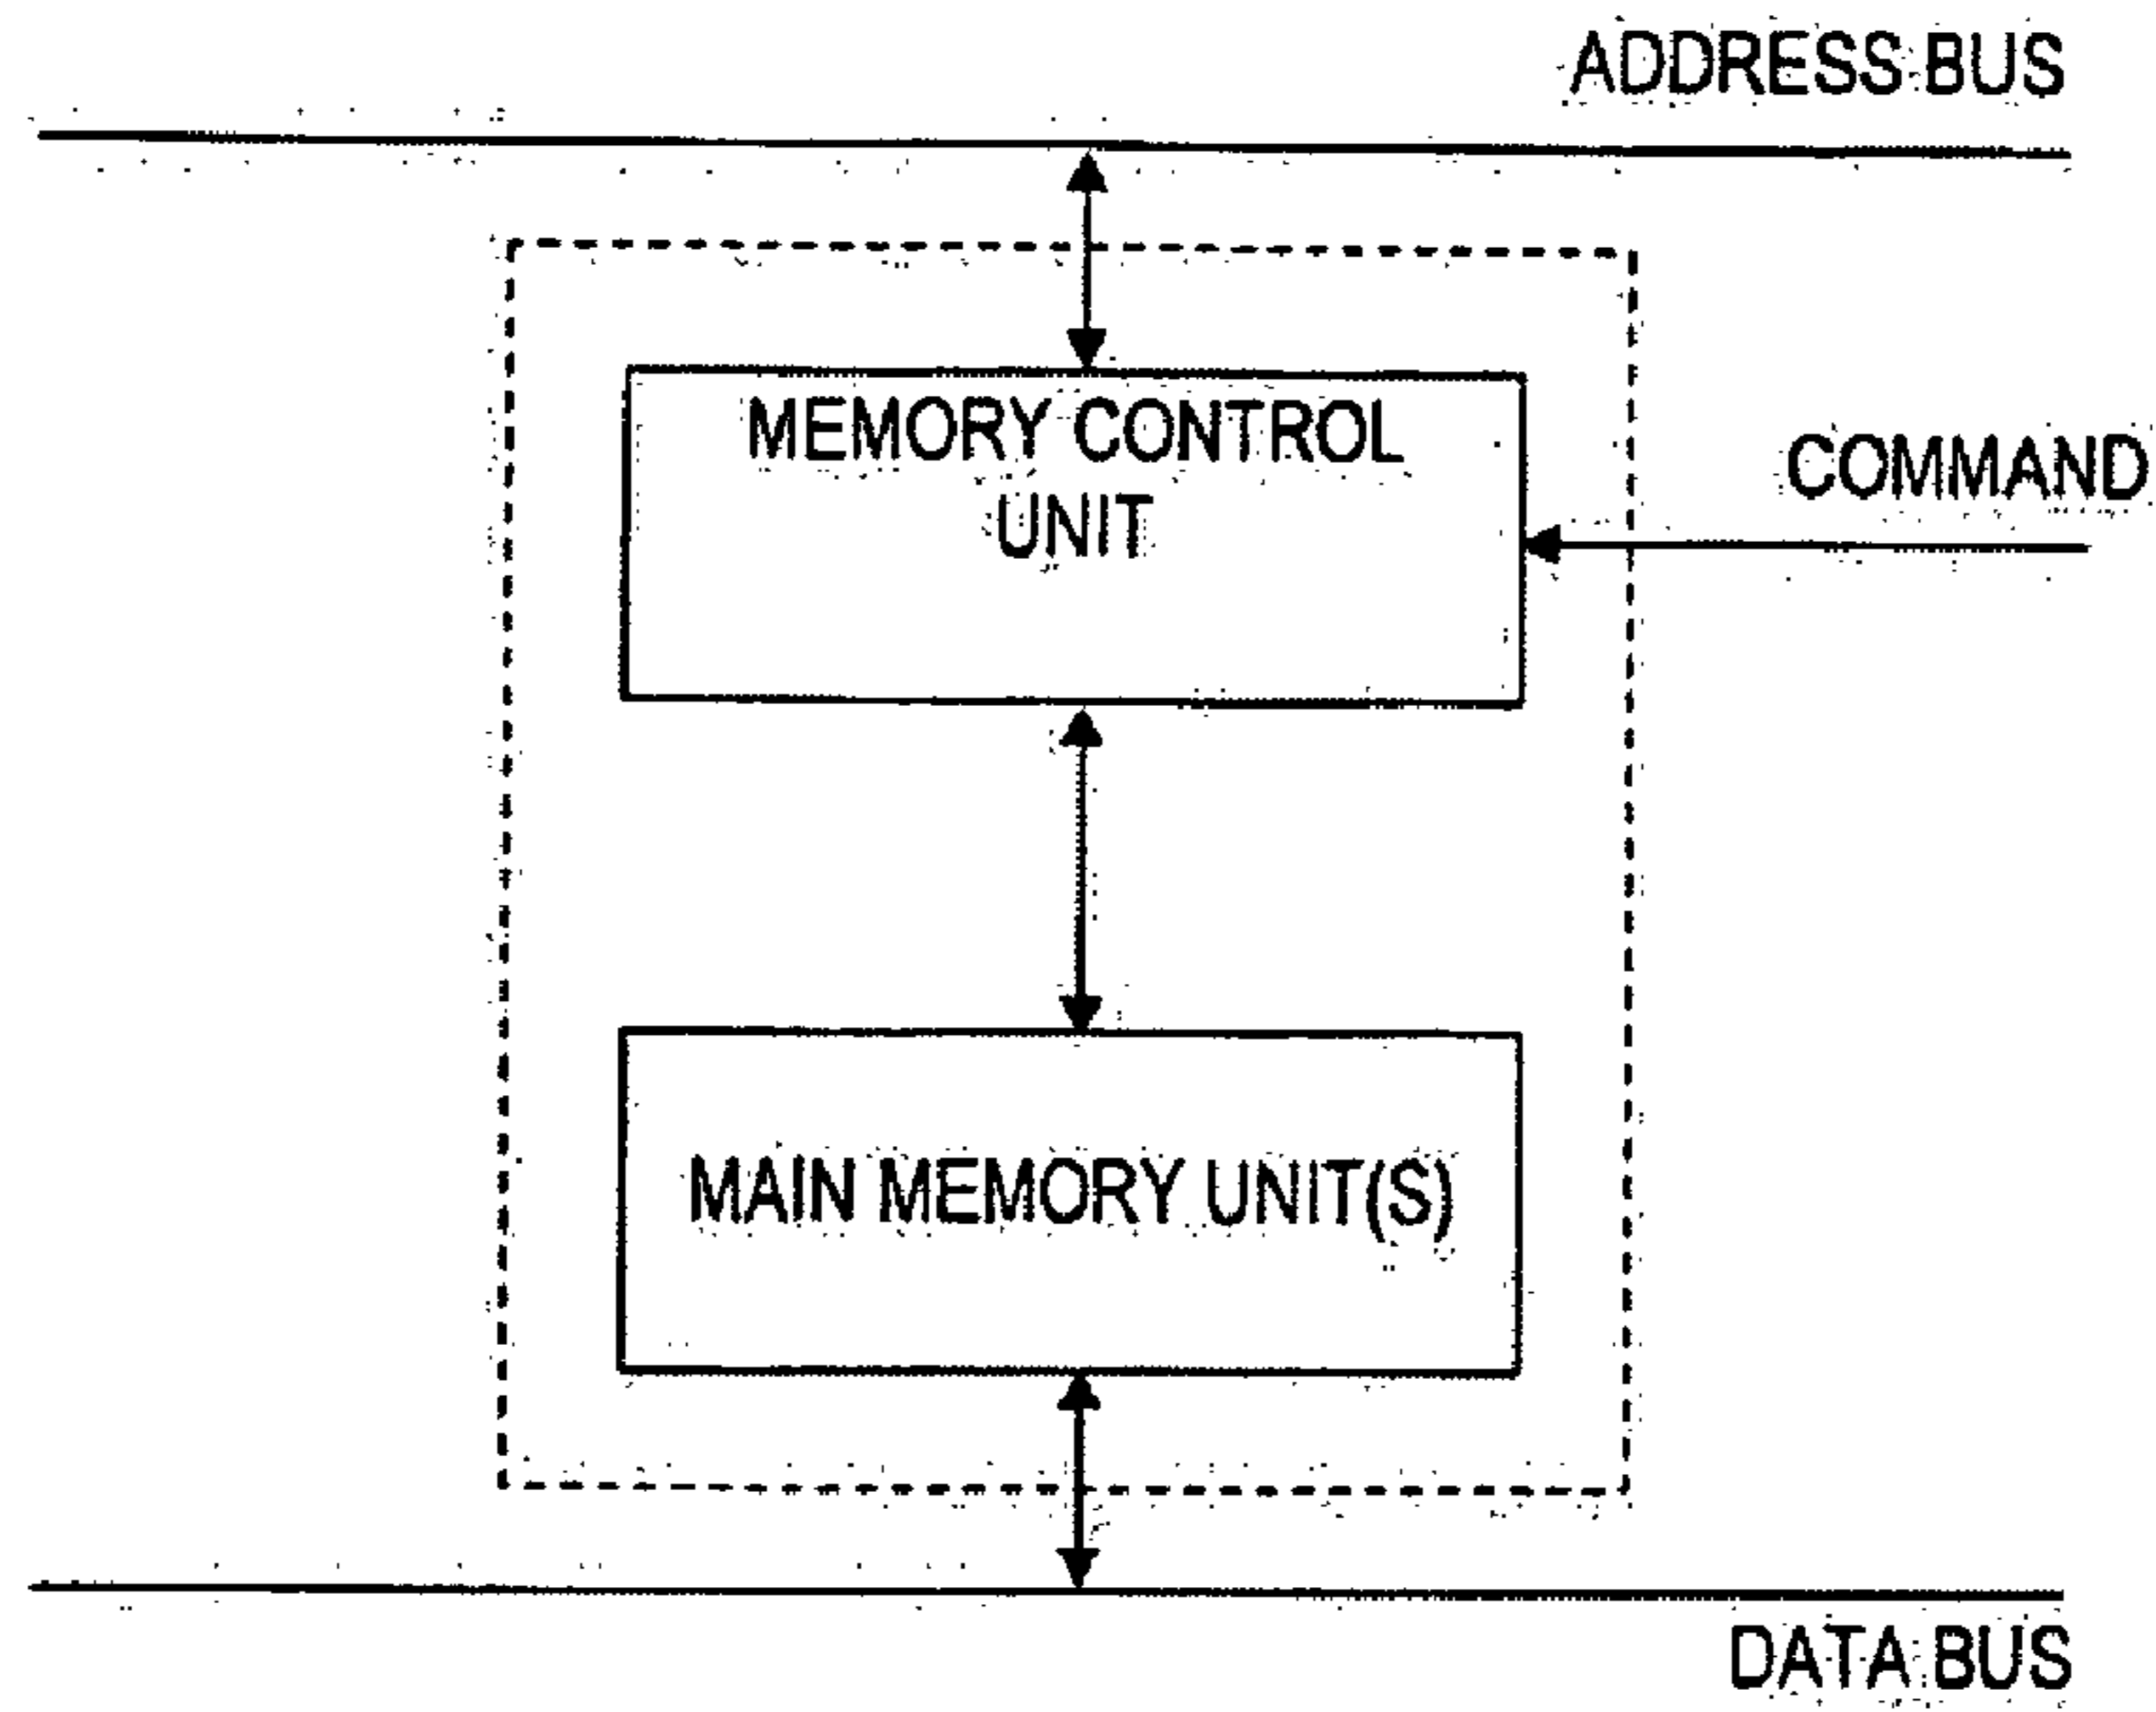 ADDRESS BUS
MEMORY CONTROL
UNIT
COMMAND
MAIN MEMORY UNIT(S)
DATA BUS